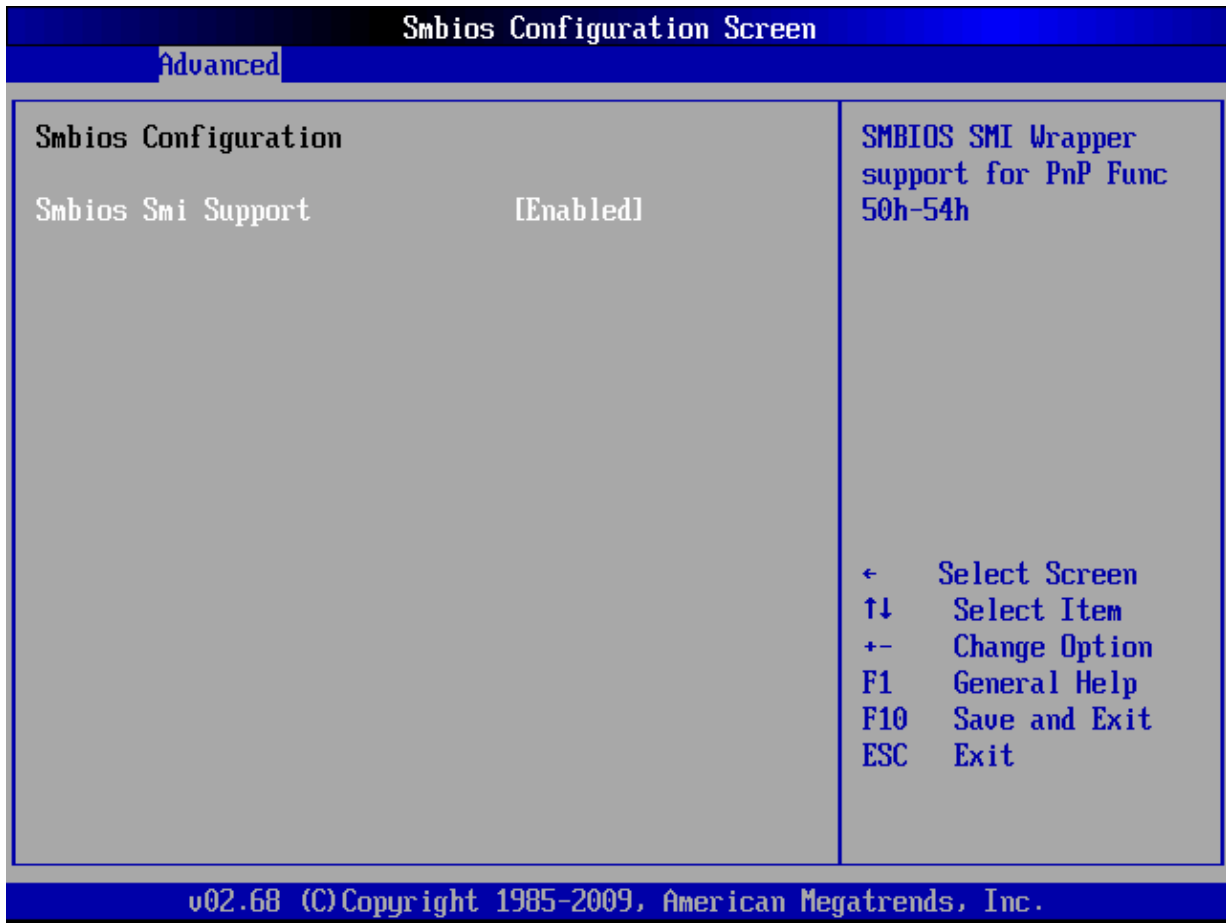 Smbios Configuration Screen
Advanced
Smbios Configuration
Smbios Smi Support [Enabled]
SMBIOS SMI Wrapper
support for PnP Func
50h-54h
← Select Screen
↑↓ Select Item
+- Change Option
F1 General Help
F10 Save and Exit
ESC Exit
v02.68 (C)Copyright 1985-2009, American Megatrends, Inc.